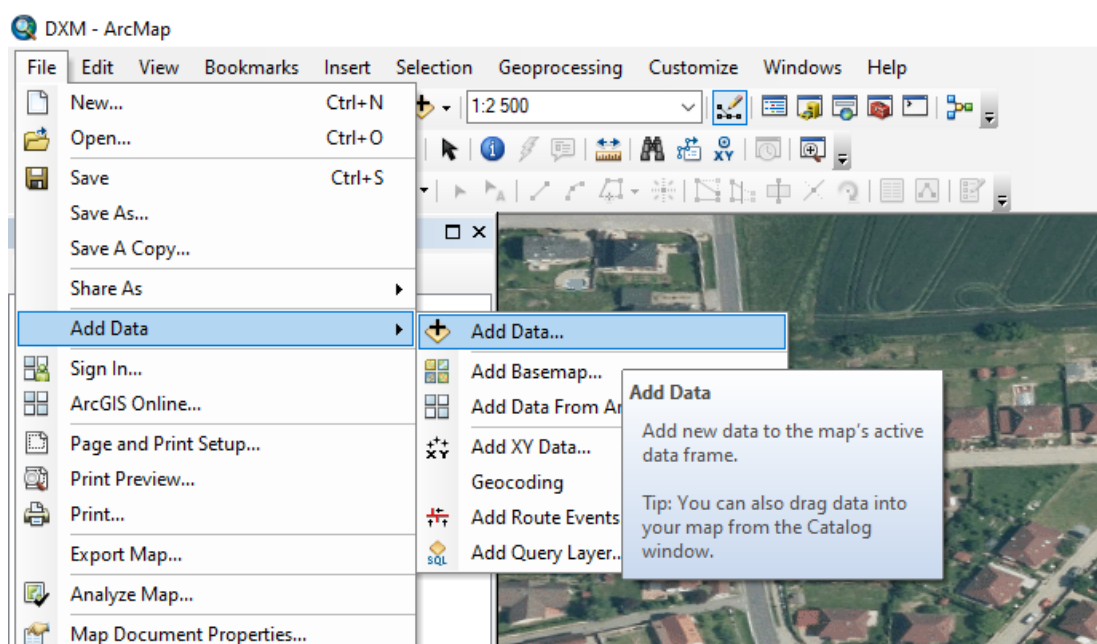 DXM - ArcMap
File Edit View Bookmarks Insert Selection Geoprocessing Customize Windows Help
1:2 500
New... Ctrl+N
Open... Ctrl+O
Save Ctrl+S
Save As...
Save A Copy...
Share As
Add Data
Sign In...
ArcGIS Online...
Page and Print Setup...
Print Preview...
Print...
Export Map...
Analyze Map...
Map Document Properties...
Add Data...
Add Basemap...
Add Data From Ar
XY
Add XY Data...
Geocoding
Add Route Events
SQL
Add Query Layer..
Add Data
Add new data to the map's active
data frame.
Tip: You can also drag data into
your map from the Catalog
window.
XY
A